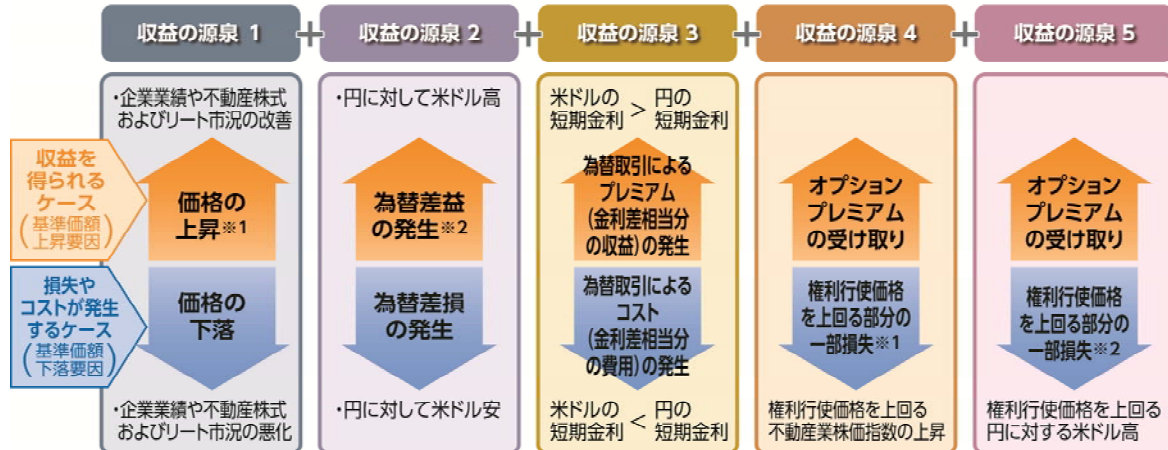 収益の源泉 1 + 収益の源泉 2 + 収益の源泉 3 + 収益の源泉 4 + 収益の源泉 5
収益を
得られる
ケース
(基準価額
上昇要因)
損失や
コストが発生
するケース
(基準価額
下落要因)
・企業業績や不動産株式
およびリート市況の改善
価格の
上昇※1
価格の
下落
・企業業績や不動産株式
およびリート市況の悪化
・円に対して米ドル高
為替差益
の発生※2
為替差損
の発生
・円に対して米ドル安
米ドルの 円の
短期金利 > 短期金利
為替取引による
プレミアム
(金利差相当分
の収益)の発生
為替取引による
コスト
(金利差相当分
の費用)の発生
米ドルの 円の
短期金利 < 短期金利
オプション
プレミアム
の受け取り
権利行使価格
を上回る部分の
一部損失※1
権利行使価格を上回る
不動産業株価指数の上昇
オプション
プレミアム
の受け取り
権利行使価格
を上回る部分の
一部損失※2
権利行使価格を上回る
円に対する米ドル高